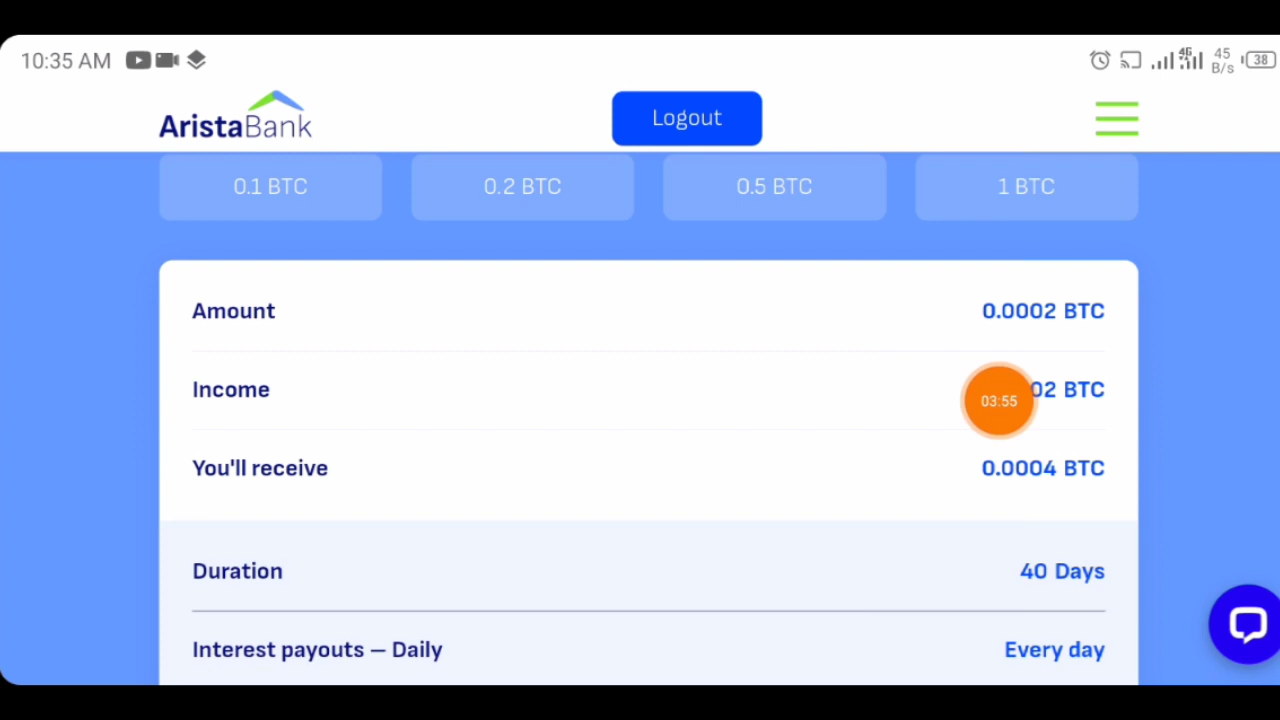 10:35 AM 4G 45 B/s 38
AristaBank Logout
0.1 BTC 0.2 BTC 0.5 BTC 1 BTC
Amount 0.0002 BTC
Income 03:55 02 BTC
You'll receive 0.0004 BTC
Duration 40 Days
Interest payouts – Daily Every day